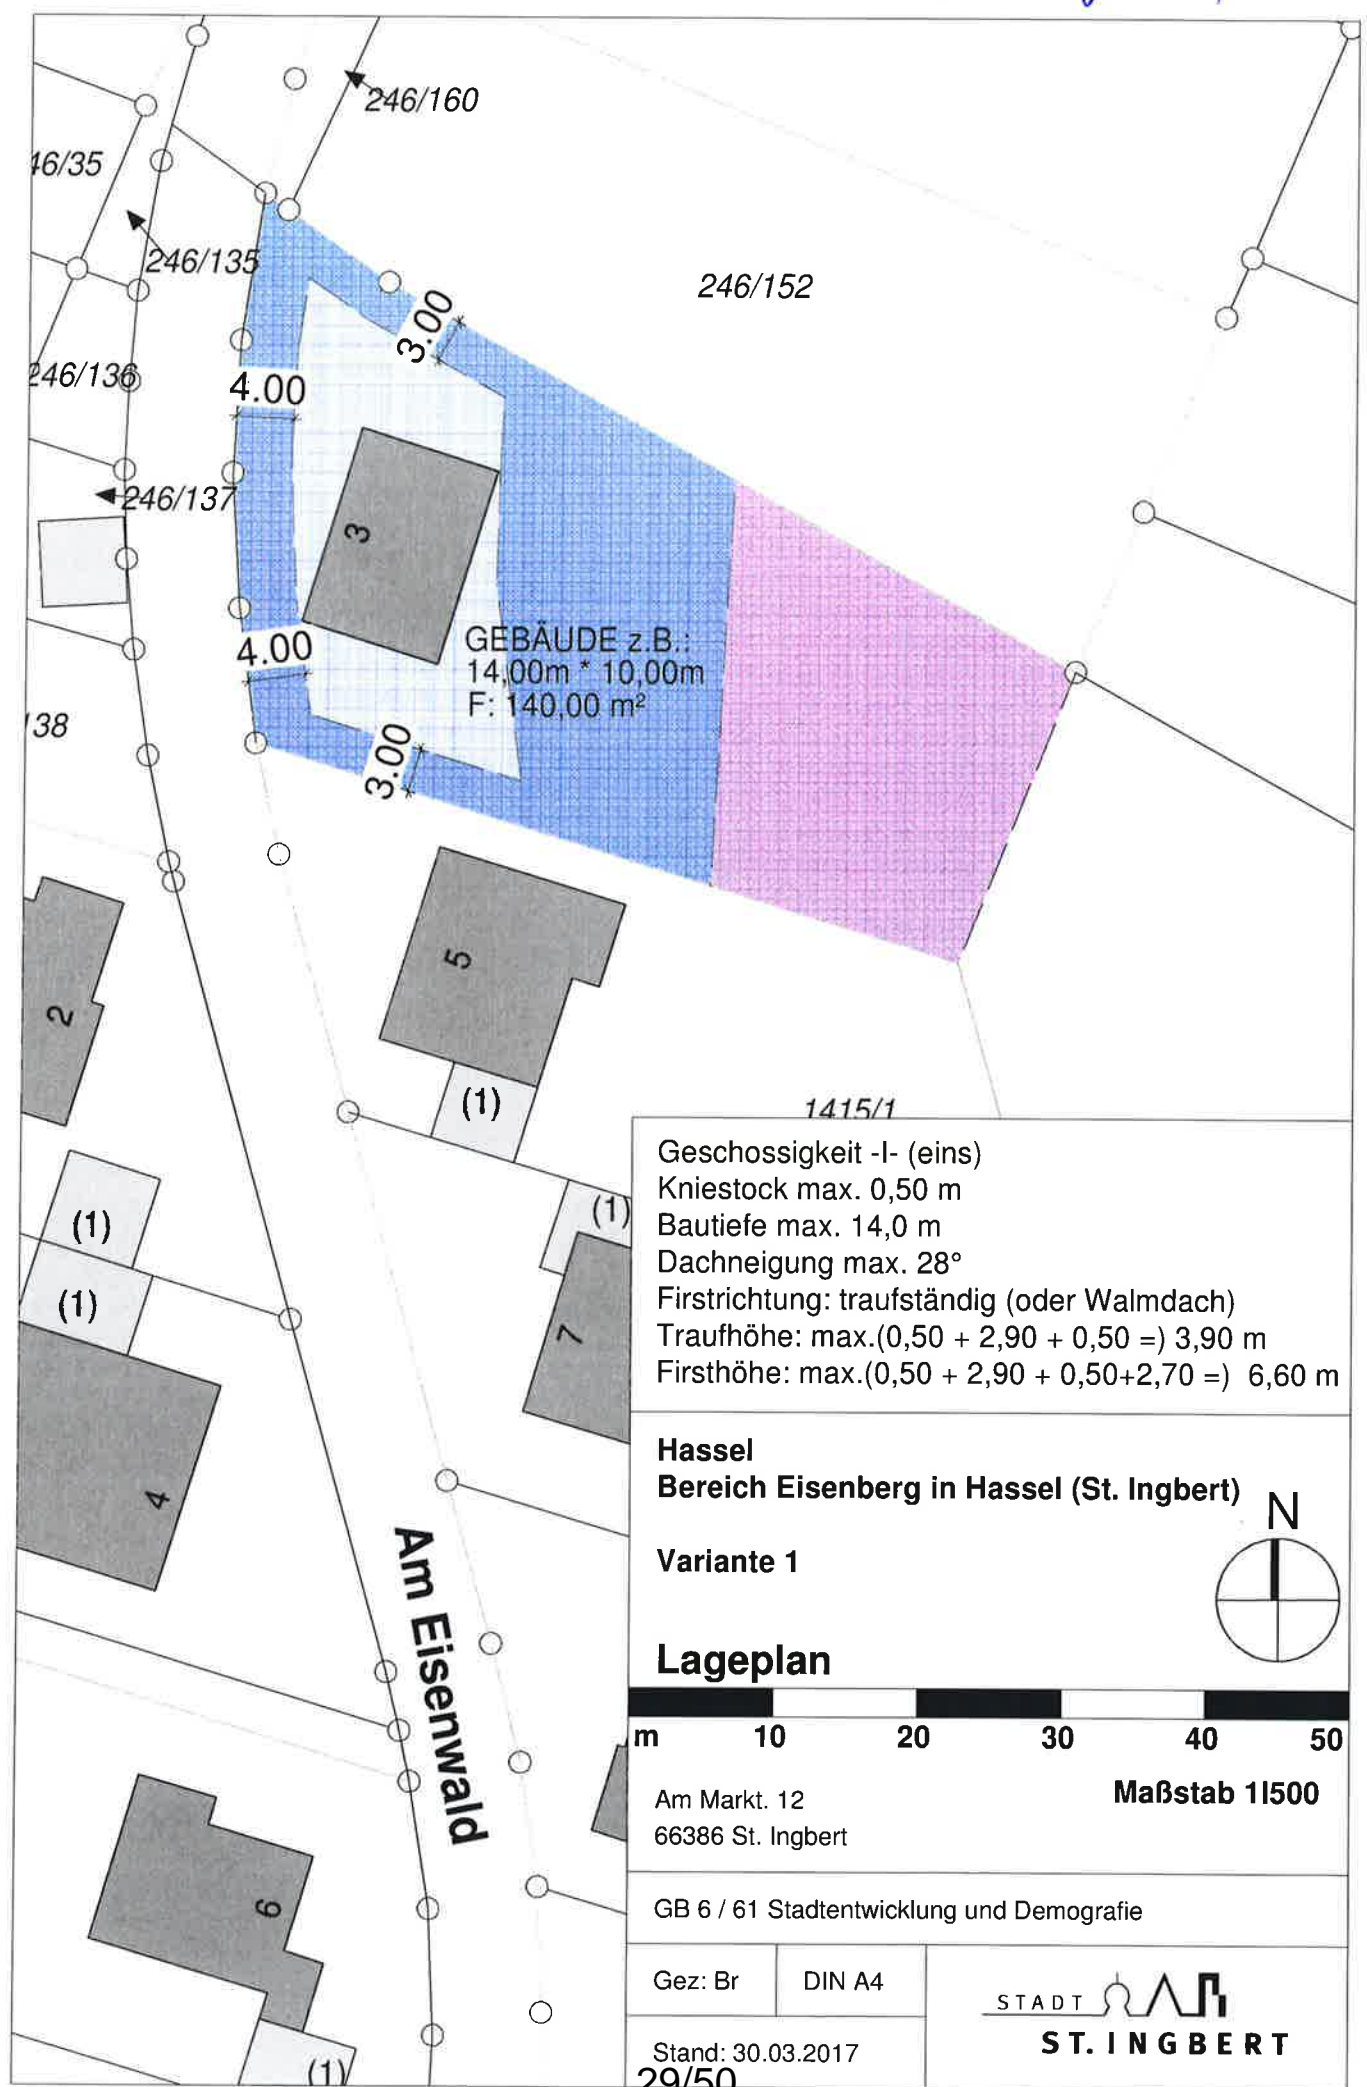 246/160
46/35
246/135
246/152
3.00
246/136
4.00
246/137
3
4.00
GEBÄUDE z.B.:
14,00m * 10,00m
F: 140,00 m²
138
3.00
5
2
(1)
1415/1
(1)
(1)
(1)
7
4
Am Eisenwald
6
(1)
Geschossigkeit -I- (eins)
Kniestock max. 0,50 m
Bautiefe max. 14,0 m
Dachneigung max. 28°
Firstrichtung: traufständig (oder Walmdach)
Traufhöhe: max.(0,50 + 2,90 + 0,50 =) 3,90 m
Firsthöhe: max.(0,50 + 2,90 + 0,50+2,70 =) 6,60 m
Hassel
Bereich Eisenberg in Hassel (St. Ingbert)
N
Variante 1
Lageplan
m 10 20 30 40 50
Maßstab 1I500
Am Markt. 12
66386 St. Ingbert
GB 6 / 61 Stadtentwicklung und Demografie
Gez: Br
DIN A4
Stand: 30.03.2017
29/50
STADT
ST. INGBERT